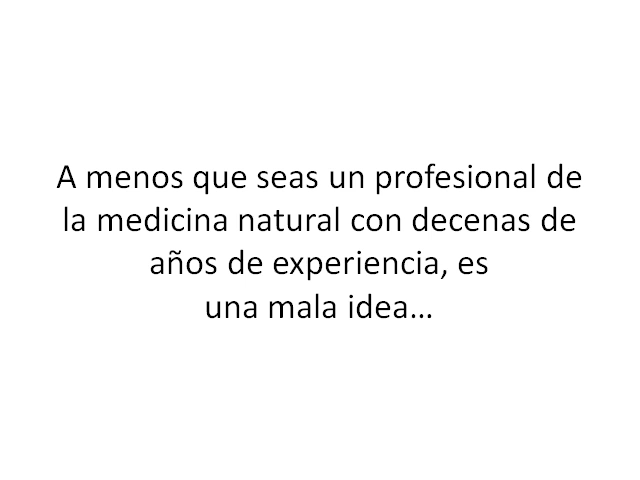 A menos que seas un profesional de
la medicina natural con decenas de
años de experiencia, es
una mala idea…